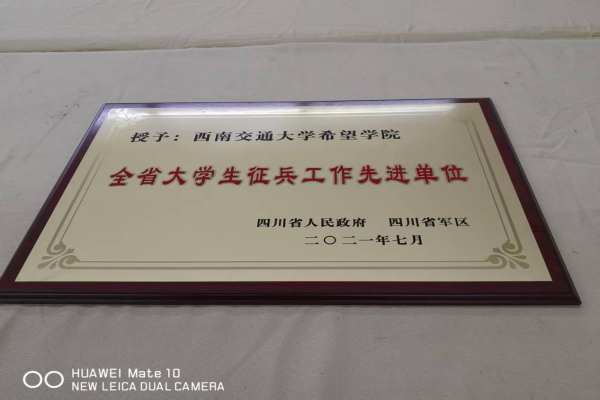 授予：西南交通大学希望学院
全省大学生征兵工作先进单位
四川省人民政府 四川省军区
二〇二一年七月
HUAWEI Mate 10
NEW LEICA DUAL CAMERA